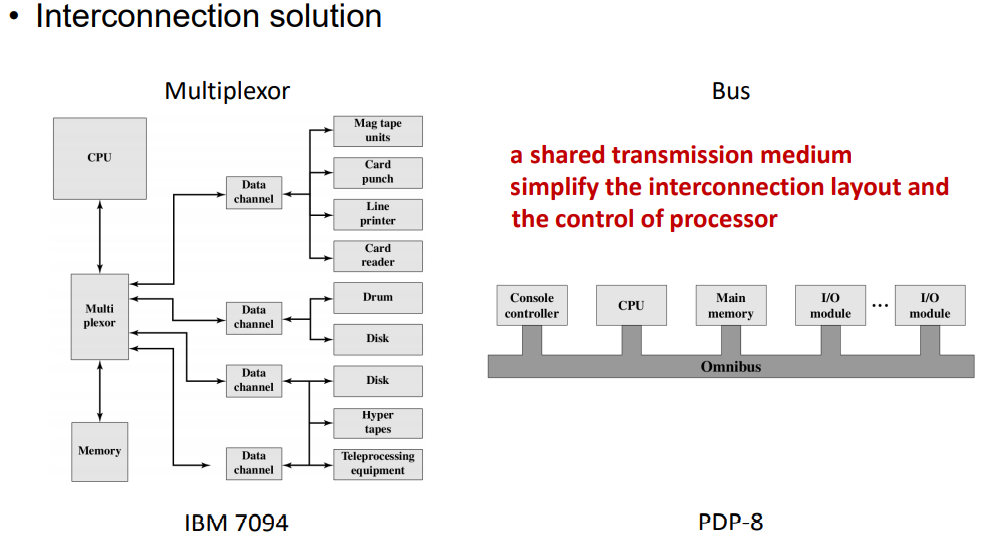 • Interconnection solution
Multiplexor
Bus
CPU
Mag tape
units
Card
punch
Data
channel
Line
printer
Card
reader
Multi
plexor
Drum
Data
channel
Disk
Data
channel
Disk
Hyper
tapes
Memory
Data
channel
Teleprocessing
equipment
IBM 7094
a shared transmission medium
simplify the interconnection layout and
the control of processor
Console
controller
CPU
Main
memory
I/O
module
...
I/O
module
Omnibus
PDP-8